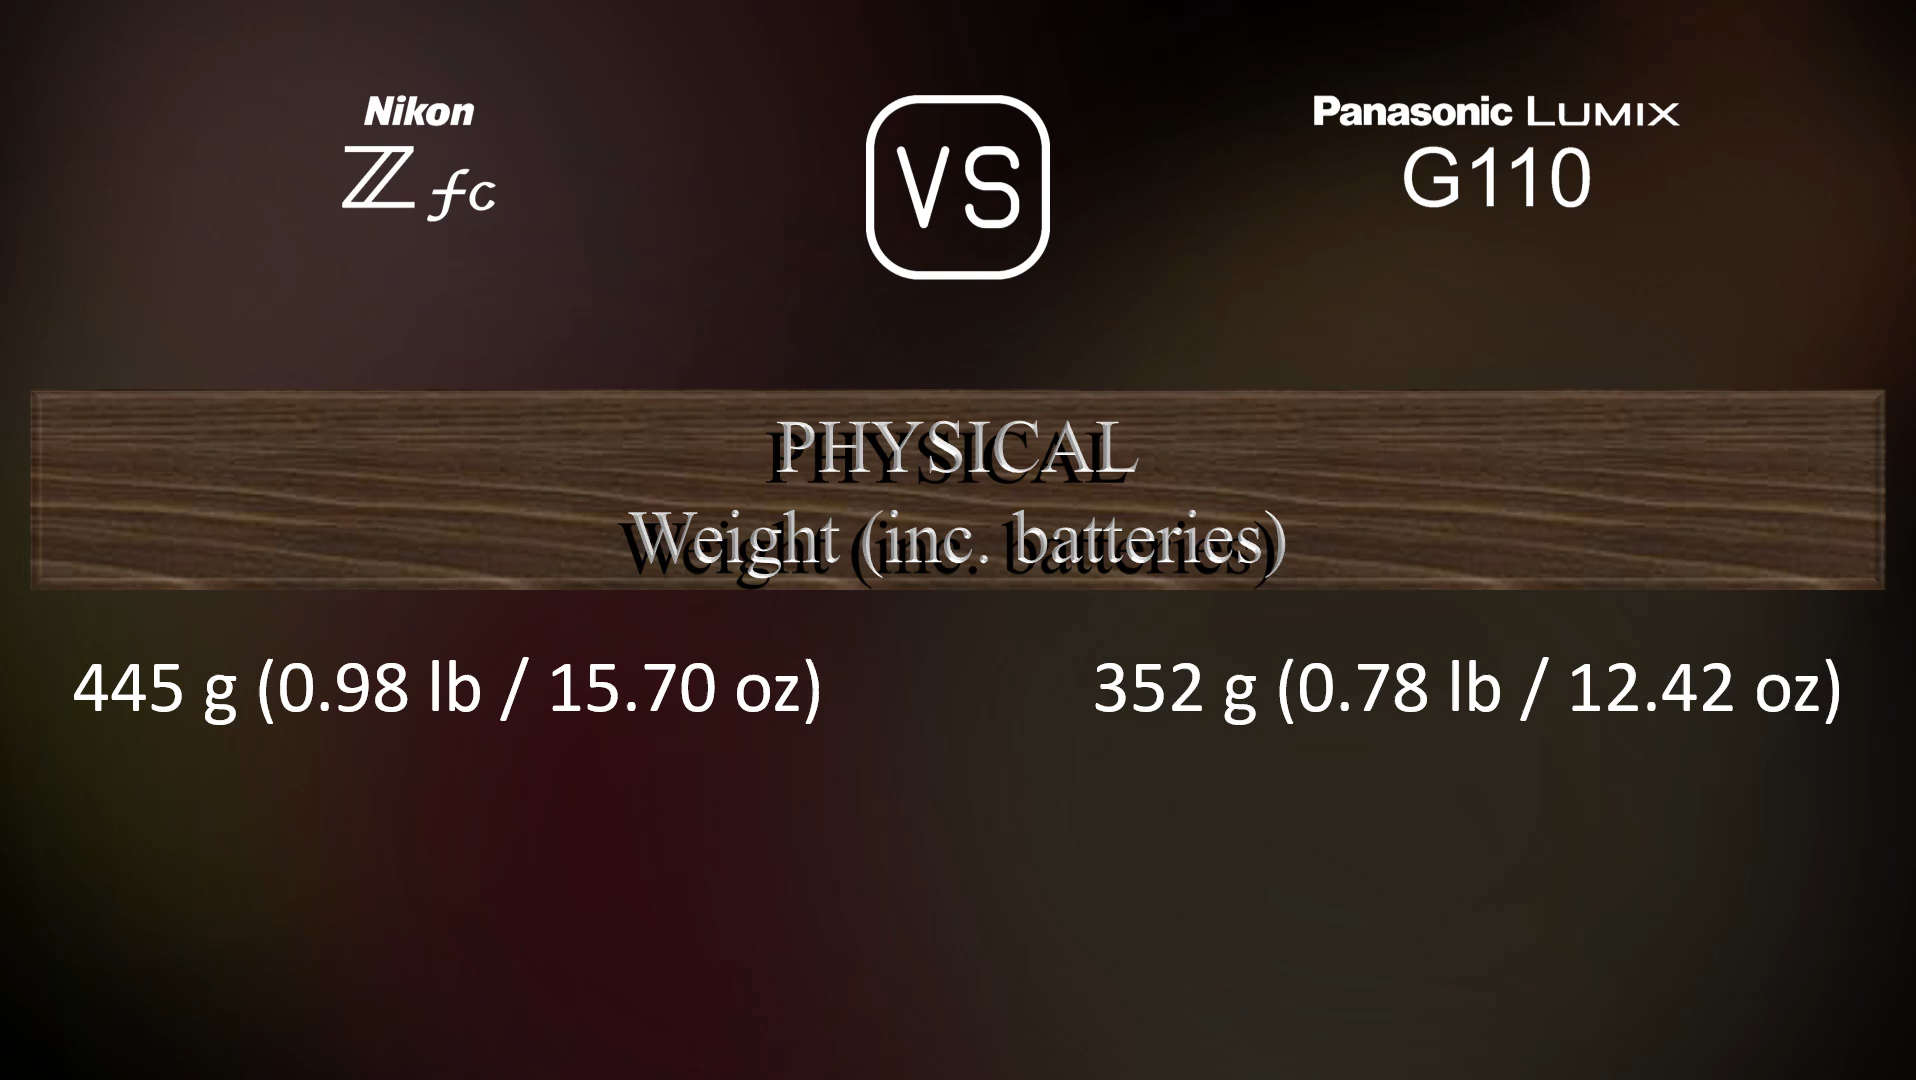 Nikon
Z fc
VS
Panasonic LUMIX
G110
PHYSICAL
Weight (inc. batteries)
445 g (0.98 lb / 15.70 oz)
352 g (0.78 lb / 12.42 oz)